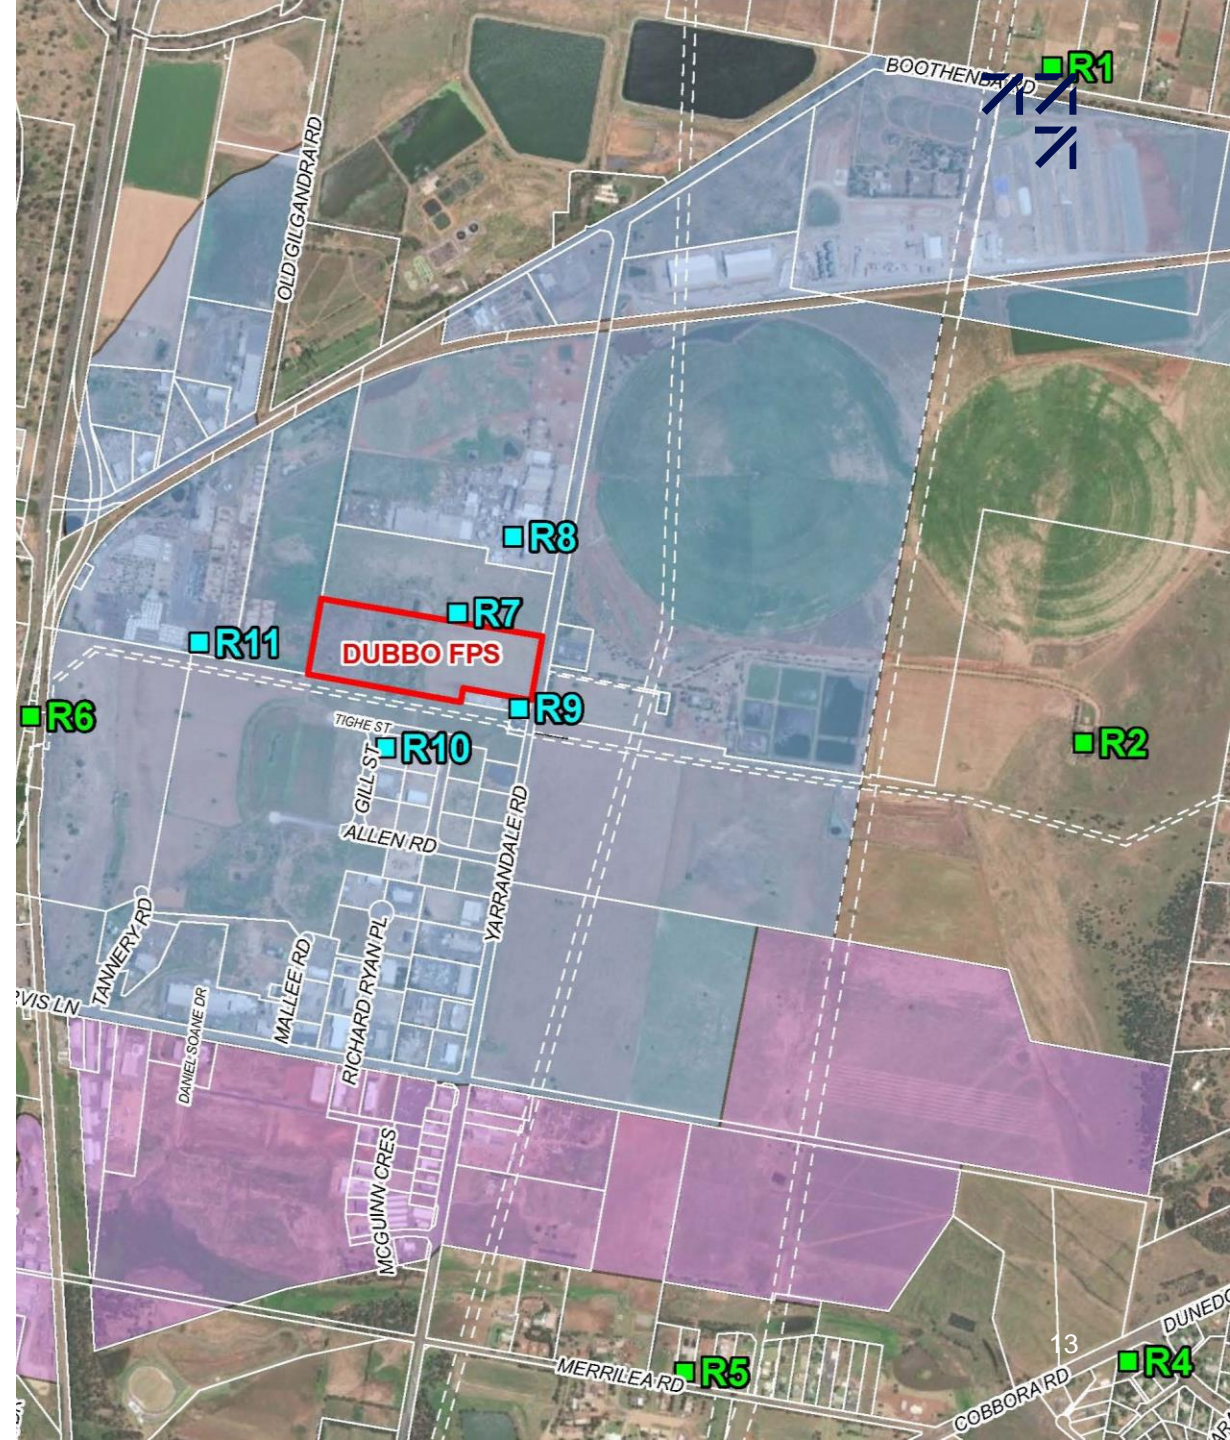 BOOTHENBA RD
R1
OLD GILGANDRA RD
R8
R7
R11
DUBBO FPS
R9
R6
TIGHE ST
R10
R2
GILL ST
ALLEN RD
YARRANDALE RD
TANNERY RD
MALLEE RD
RICHARD RYAN PL
VIS LN
DANIEL SOANE DR
MCGUINN CRES
DUNEDO
13
R4
MERRILEA RD
R5
COBBORA RD